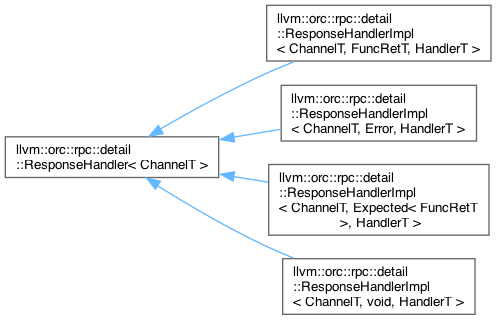 llvm::orc::rpc::detail
::ResponseHandlerImpl
< ChannelT, FuncRetT, HandlerT >
llvm::orc::rpc::detail
::ResponseHandlerImpl
< ChannelT, Error, HandlerT >
llvm::orc::rpc::detail
::ResponseHandler< ChannelT >
llvm::orc::rpc::detail
::ResponseHandlerImpl
< ChannelT, Expected< FuncRetT
>, HandlerT >
llvm::orc::rpc::detail
::ResponseHandlerImpl
< ChannelT, void, HandlerT >